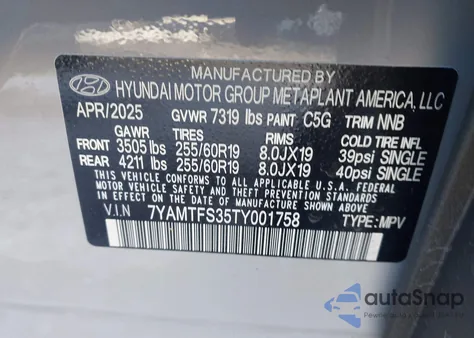 MANUFACTURED BY
HYUNDAI MOTOR GROUP METAPLANT AMERICA, LLC
APR/2025 GVWR 7319 lbs PAINT C5G TRIM NNB
GAWR TIRES RIMS COLD TIRE INFL
FRONT 3505 lbs 255/60R19 8.0JX19 39psi SINGLE
REAR 4211 lbs 255/60R19 8.0JX19 40psi SINGLE
THIS VEHICLE CONFORMS TO ALL APPLICABLE U.S.A. FEDERAL
MOTOR VEHICLE SAFETY AND BUMPER STANDARDS IN EFFECT
ON THE DATE OF MANUFACTURE SHOWN ABOVE.
V.I.N 7YAMTFS35TY001758 TYPE: MPV
autoSnap